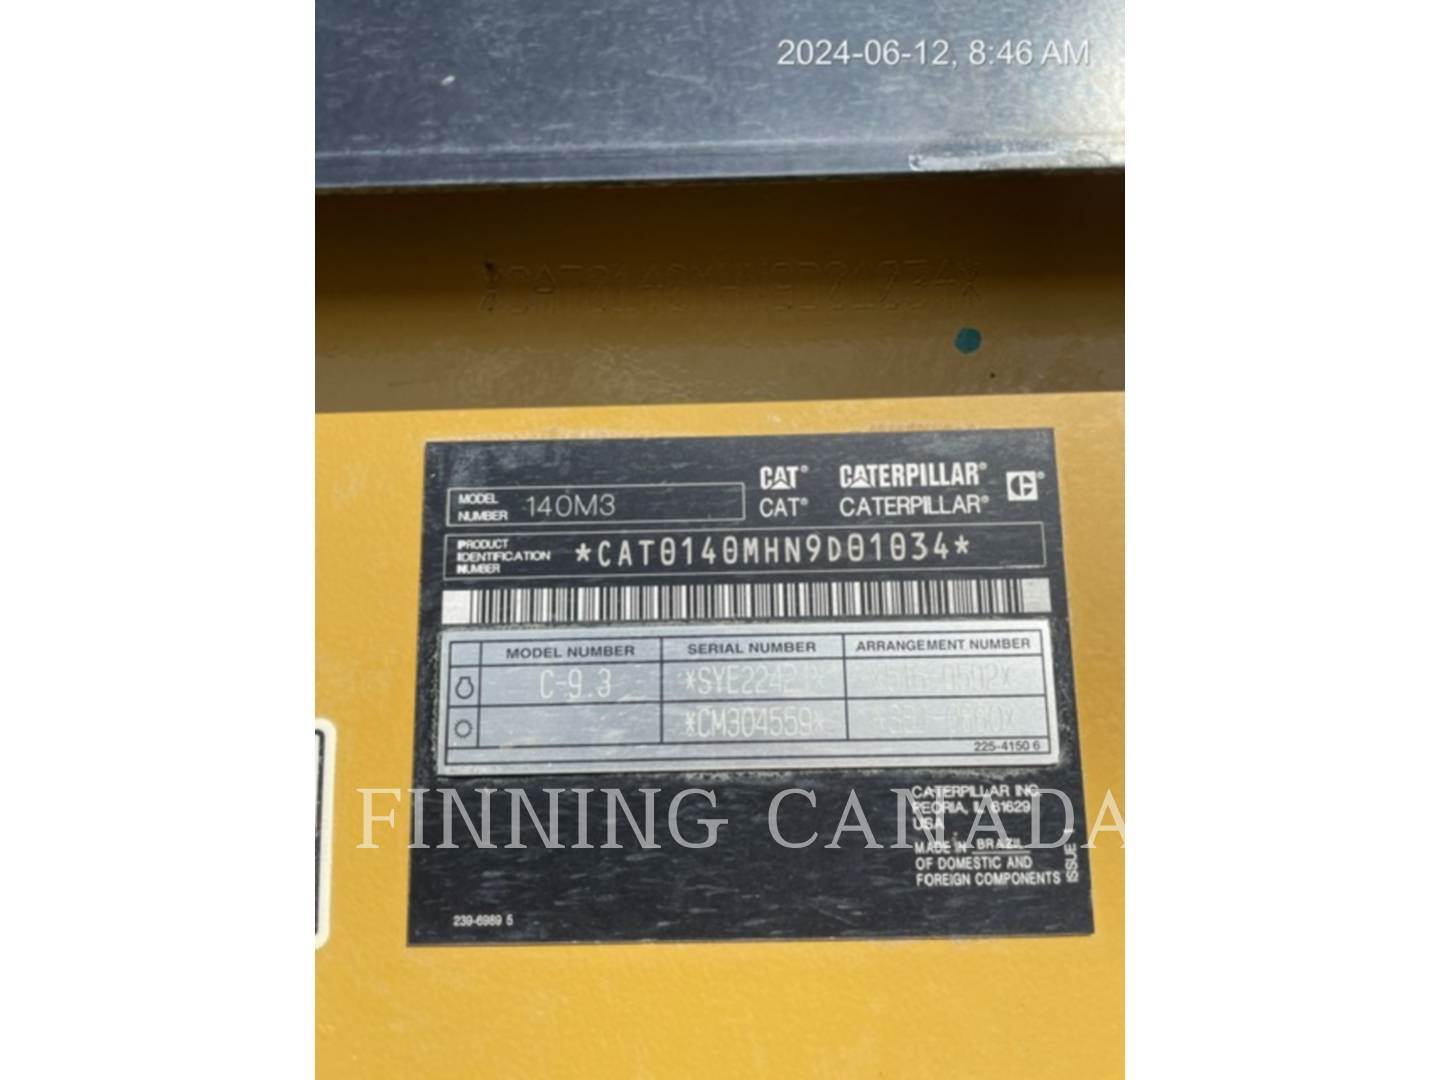 2024-06-12, 8:46 AM
*CAT0140MHN9D01034*
CAT® CATERPILLAR®
MODEL NUMBER 140M3 CAT® CATERPILLAR®
PRODUCT
IDENTIFICATION *CAT0140MHN9D01034*
NUMBER
MODEL NUMBER SERIAL NUMBER ARRANGEMENT NUMBER
C-9.3
*CM304559*
225-4150 6
FINNING CANADA
CATERPILLAR INC.
PEORIA, IL 61629
USA
MADE IN BRAZIL
OF DOMESTIC AND
FOREIGN COMPONENTS
ISSUE 1
239-6989 5